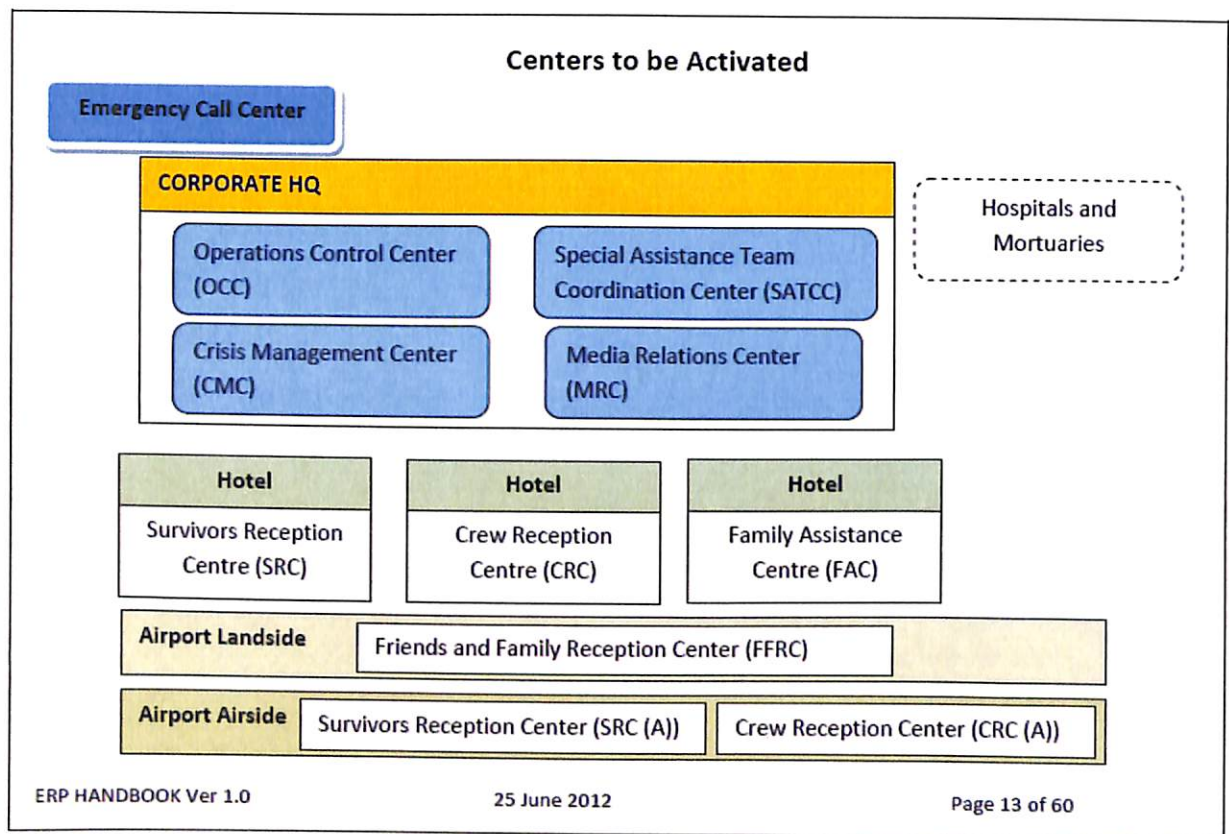 Centers to be Activated
Emergency Call Center
CORPORATE HQ
Operations Control Center
(OCC)
Special Assistance Team
Coordination Center (SATCC)
Crisis Management Center
(CMC)
Media Relations Center
(MRC)
Hospitals and
Mortuaries
Hotel
Survivors Reception
Centre (SRC)
Hotel
Crew Reception
Centre (CRC)
Hotel
Family Assistance
Centre (FAC)
Airport Landside
Friends and Family Reception Center (FFRC)
Airport Airside
Survivors Reception Center (SRC (A))
Crew Reception Center (CRC (A))
ERP HANDBOOK Ver 1.0
25 June 2012
Page 13 of 60